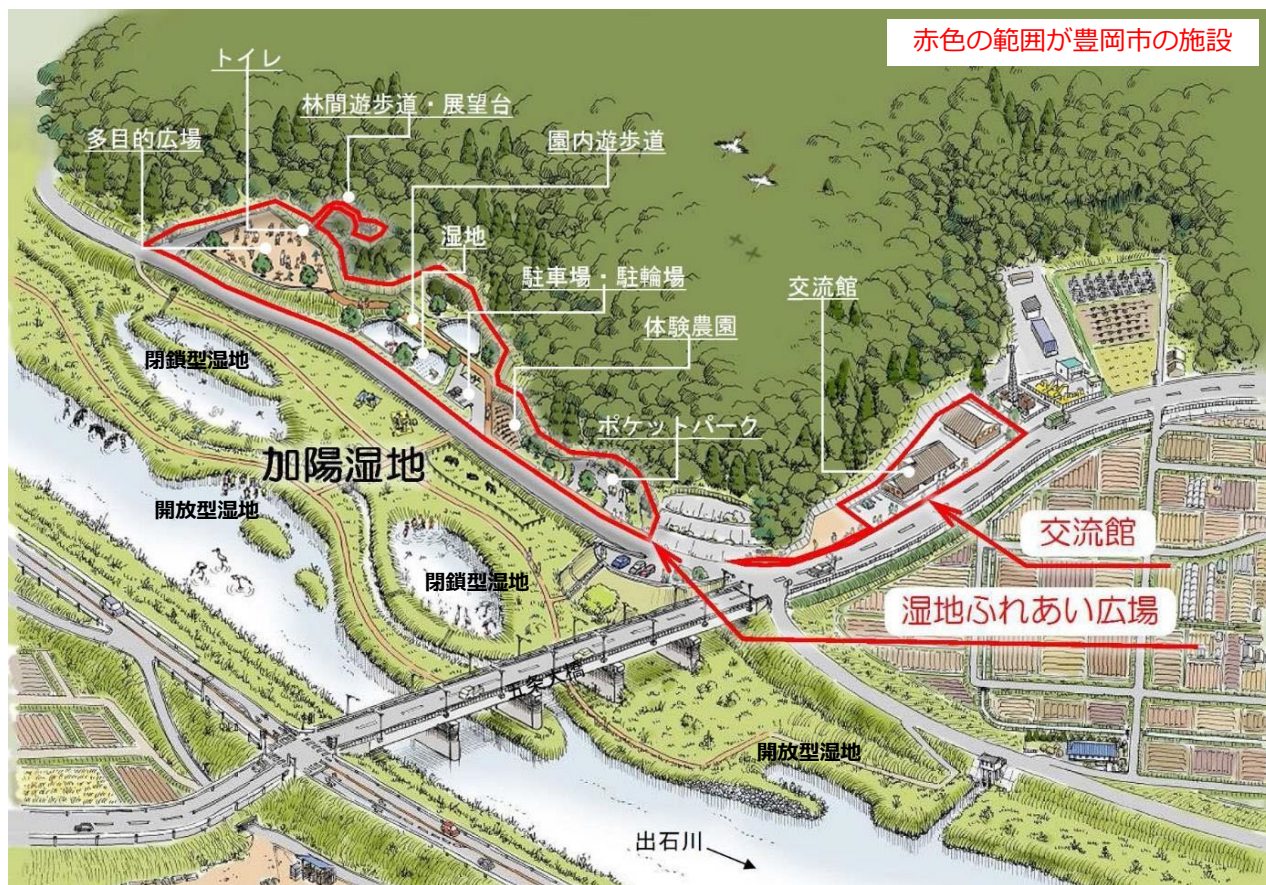 赤色の範囲が豊岡市の施設
トイレ
林間遊歩道・展望台
多目的広場
園内遊歩道
湿地
駐車場・駐輪場
交流館
体験農園
閉鎖型湿地
ポケットパーク
加陽湿地
開放型湿地
交流館
閉鎖型湿地
湿地ふれあい広場
五条大橋
開放型湿地
出石川